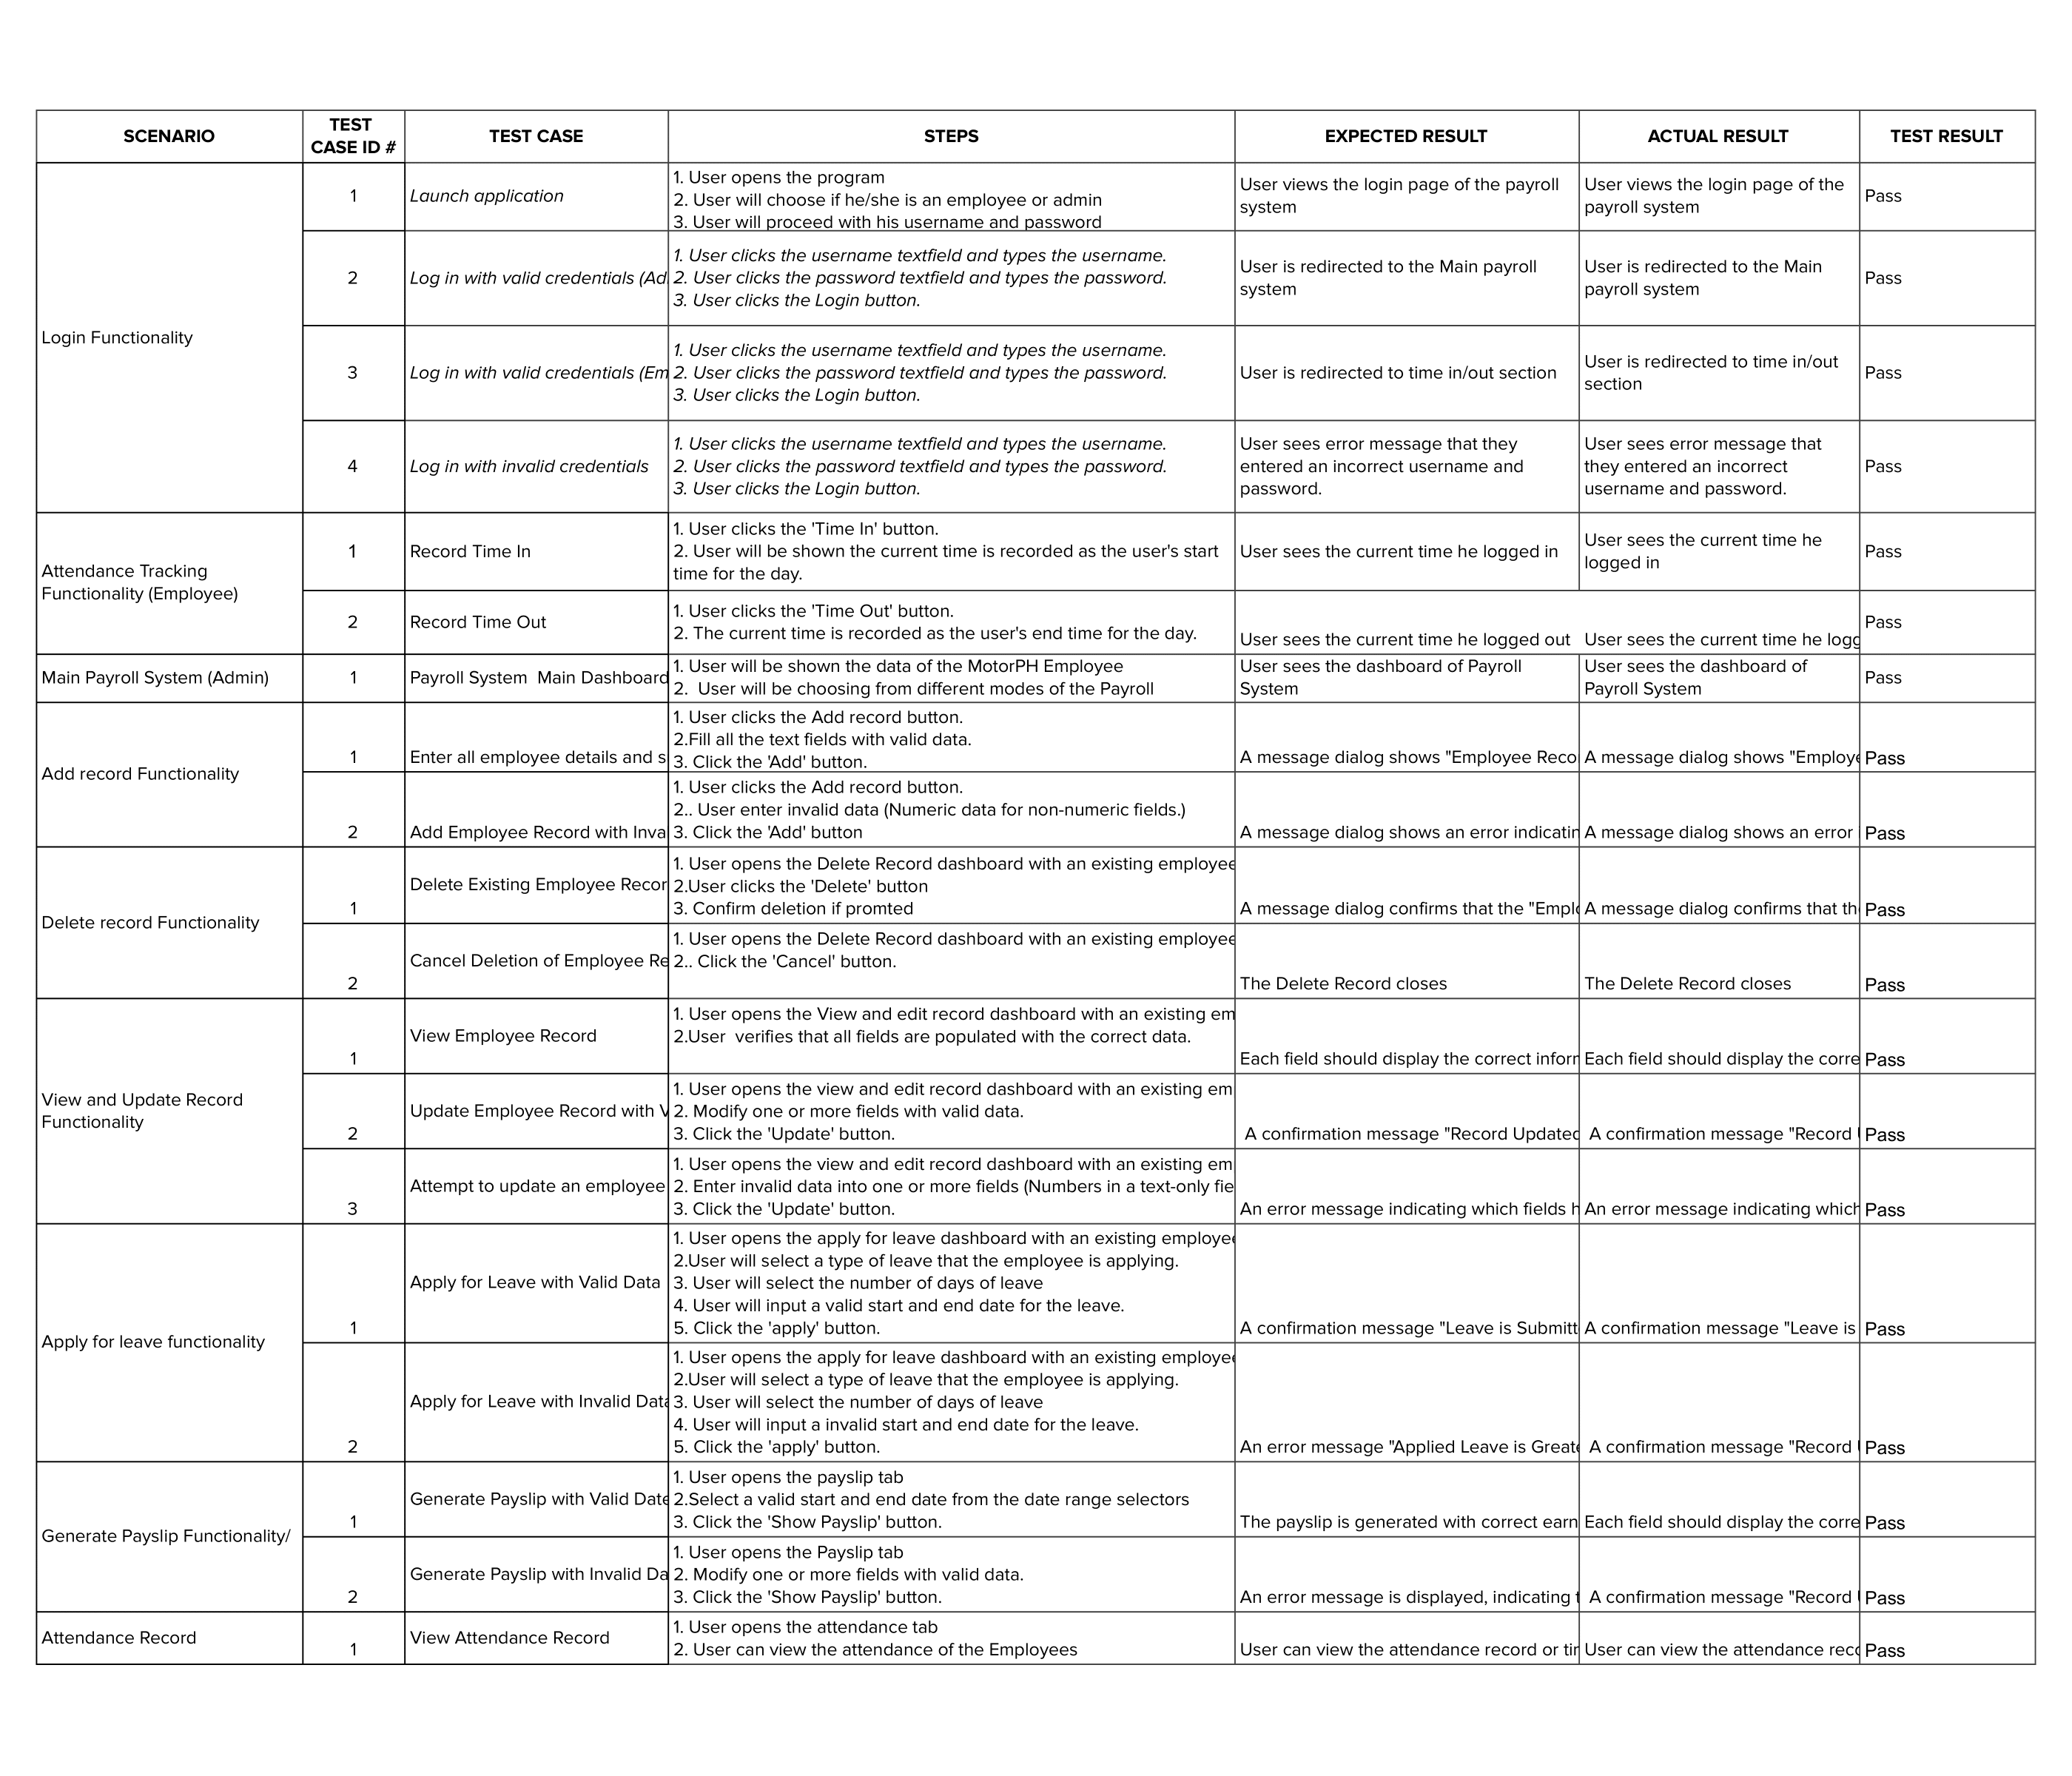 SCENARIO
TEST
CASE ID #
TEST CASE
STEPS
EXPECTED RESULT
ACTUAL RESULT
TEST RESULT
Login Functionality
1
Launch application
1. User opens the program
2. User will choose if he/she is an employee or admin
3. User will proceed with his username and password
User views the login page of the payroll
system
User views the login page of the
payroll system
Pass
2
Log in with valid credentials
1. User clicks the username textfield and types the username.
2. User clicks the password textfield and types the password.
3. User clicks the Login button.
User is redirected to the Main payroll
system
User is redirected to the Main
payroll system
Pass
3
Log in with valid credentials
1. User clicks the username textfield and types the username.
2. User clicks the password textfield and types the password.
3. User clicks the Login button.
User is redirected to time in/out section
User is redirected to time in/out
section
Pass
4
Log in with invalid credentials
1. User clicks the username textfield and types the username.
2. User clicks the password textfield and types the password.
3. User clicks the Login button.
User sees error message that they
entered an incorrect username and
password.
User sees error message that
they entered an incorrect
username and password.
Pass
Attendance Tracking
Functionality (Employee)
1
Record Time In
1. User clicks the 'Time In' button.
2. User will be shown the current time is recorded as the user's start
time for the day.
User sees the current time he logged in
User sees the current time he
logged in
Pass
2
Record Time Out
1. User clicks the 'Time Out' button.
2. The current time is recorded as the user's end time for the day.
User sees the current time he logged out
User sees the current time he
Pass
Main Payroll System (Admin)
1
Payroll System  Main Dashboard
1. User will be shown the data of the MotorPH Employee
2.  User will be choosing from different modes of the Payroll
User sees the dashboard of Payroll
System
User sees the dashboard of
Payroll System
Pass
Add record Functionality
1
Enter all employee details and
1. User clicks the Add record button.
2.Fill all the text fields with valid data.
3. Click the 'Add' button.
A message dialog shows "Employee
A message dialog shows
Pass
2
Add Employee Record with
1. User clicks the Add record button.
2.. User enter invalid data (Numeric data for non-numeric fields.)
3. Click the 'Add' button
A message dialog shows an error
A message dialog shows an error
Pass
Delete record Functionality
1
Delete Existing Employee
1. User opens the Delete Record dashboard with an existing employee
2.User clicks the 'Delete' button
3. Confirm deletion if promted
A message dialog confirms that the
A message dialog confirms that
Pass
2
Cancel Deletion of Employee
1. User opens the Delete Record dashboard with an existing employee
2.. Click the 'Cancel' button.
The Delete Record closes
The Delete Record closes
Pass
View and Update Record
Functionality
1
View Employee Record
1. User opens the View and edit record dashboard with an existing
2.User  verifies that all fields are populated with the correct data.
Each field should display the correct
Each field should display the
Pass
2
Update Employee Record with
1. User opens the view and edit record dashboard with an existing
2. Modify one or more fields with valid data.
3. Click the 'Update' button.
A confirmation message "Record Updated
A confirmation message "Record
Pass
3
Attempt to update an employee
1. User opens the view and edit record dashboard with an existing
2. Enter invalid data into one or more fields (Numbers in a text-only
3. Click the 'Update' button.
An error message indicating which fields
An error message indicating which
Pass
Apply for leave functionality
1
Apply for Leave with Valid Data
1. User opens the apply for leave dashboard with an existing employee
2.User will select a type of leave that the employee is applying.
3. User will select the number of days of leave
4. User will input a valid start and end date for the leave.
5. Click the 'apply' button.
A confirmation message "Leave is
A confirmation message "Leave is
Pass
2
Apply for Leave with Invalid Data
1. User opens the apply for leave dashboard with an existing employee
2.User will select a type of leave that the employee is applying.
3. User will select the number of days of leave
4. User will input a invalid start and end date for the leave.
5. Click the 'apply' button.
An error message "Applied Leave is
A confirmation message "Record
Pass
Generate Payslip Functionality/
1
Generate Payslip with Valid Date
1. User opens the payslip tab
2.Select a valid start and end date from the date range selectors
3. Click the 'Show Payslip' button.
The payslip is generated with correct
Each field should display the
Pass
2
Generate Payslip with Invalid
1. User opens the Payslip tab
2. Modify one or more fields with valid data.
3. Click the 'Show Payslip' button.
An error message is displayed, indicating
A confirmation message "Record
Pass
Attendance Record
1
View Attendance Record
1. User opens the attendance tab
2. User can view the attendance of the Employees
User can view the attendance record or
User can view the attendance
Pass